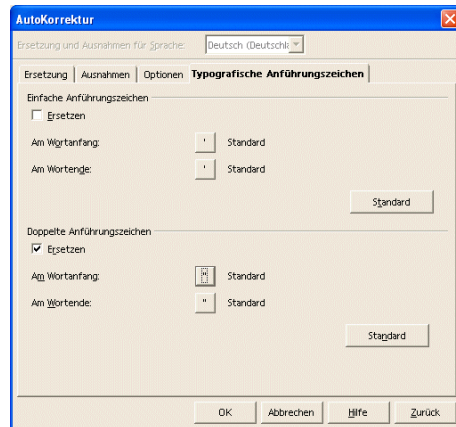 AutoKorrektur
Ersetzung und Ausnahmen für Sprache: Deutsch (Deutschl
Ersetzung Ausnahmen Optionen Typografische Anführungszeichen
Einfache Anführungszeichen
Ersetzen
Am Wortanfang: ' Standard
Am Wortende: ' Standard
Standard
Doppelte Anführungszeichen
Ersetzen
Am Wortanfang: " Standard
Am Wortende: " Standard
Standard
OK Abbrechen Hilfe Zurück